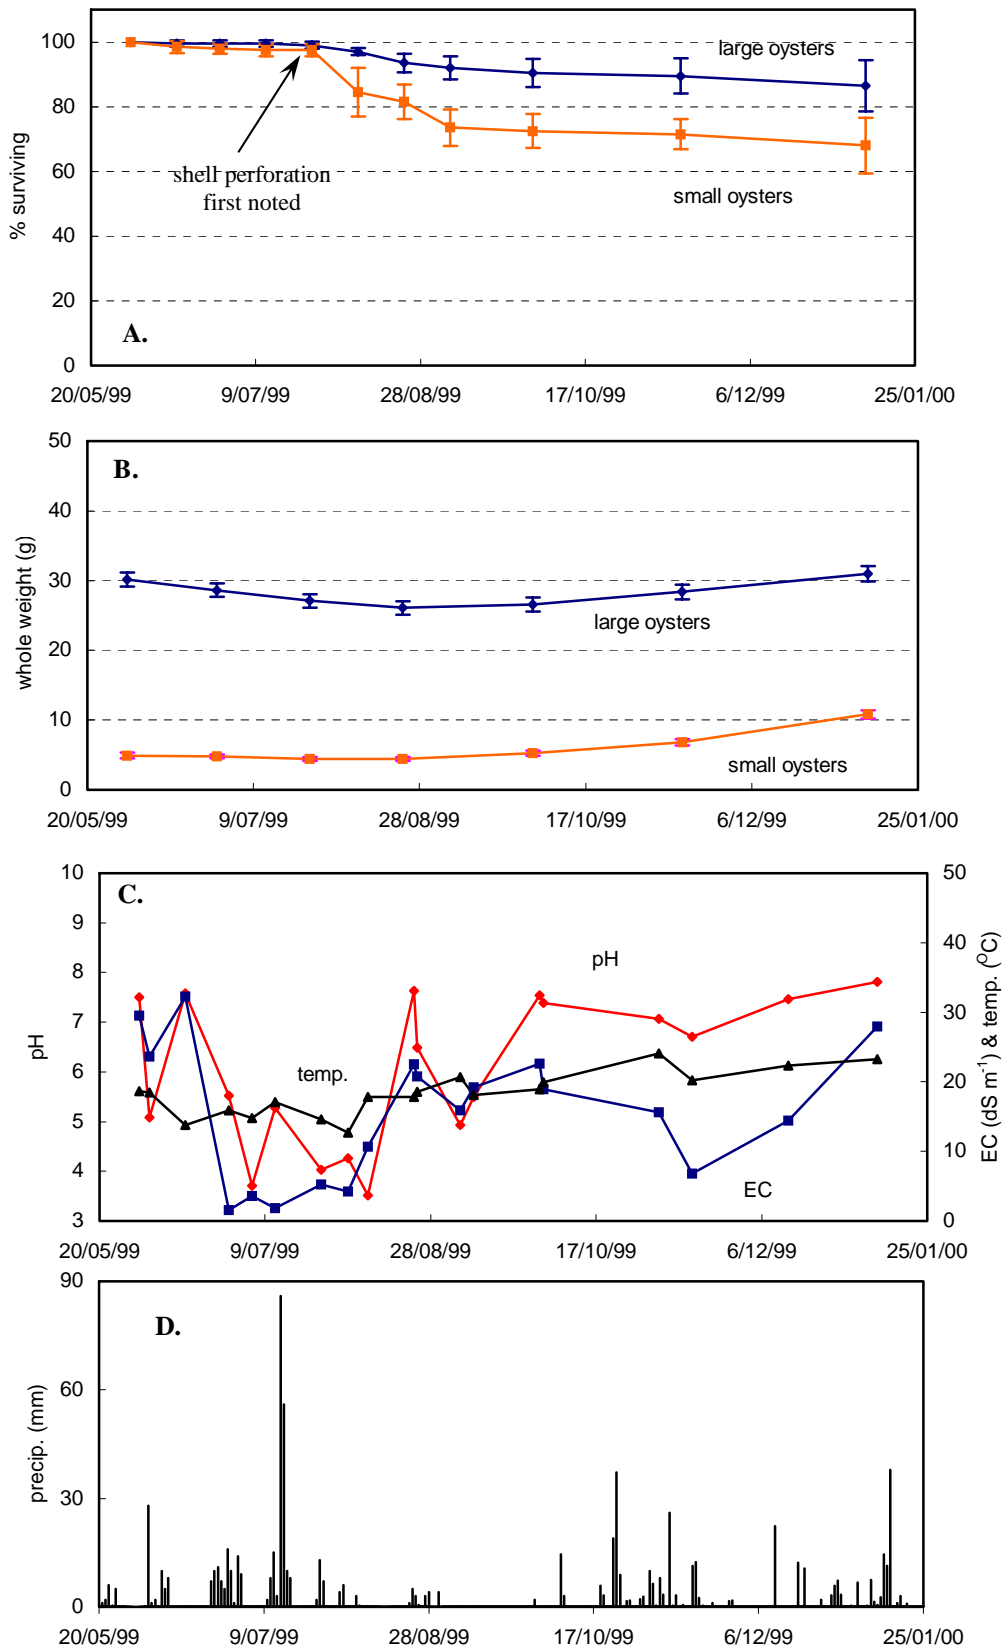 100
80
60
40
20
0
% surviving
large oysters
shell perforation
first noted
small oysters
A.
20/05/99 9/07/99 28/08/99 17/10/99 6/12/99 25/01/00
50
40
30
20
10
0
whole weight (g)
B.
large oysters
small oysters
20/05/99 9/07/99 28/08/99 17/10/99 6/12/99 25/01/00
10
9
8
7
6
5
4
3
pH
C.
pH
temp.
EC
50
40
30
20
10
0
EC (dS m-1) & temp. (OC)
20/05/99 9/07/99 28/08/99 17/10/99 6/12/99 25/01/00
90
60
30
0
precip. (mm)
D.
20/05/99 9/07/99 28/08/99 17/10/99 6/12/99 25/01/00